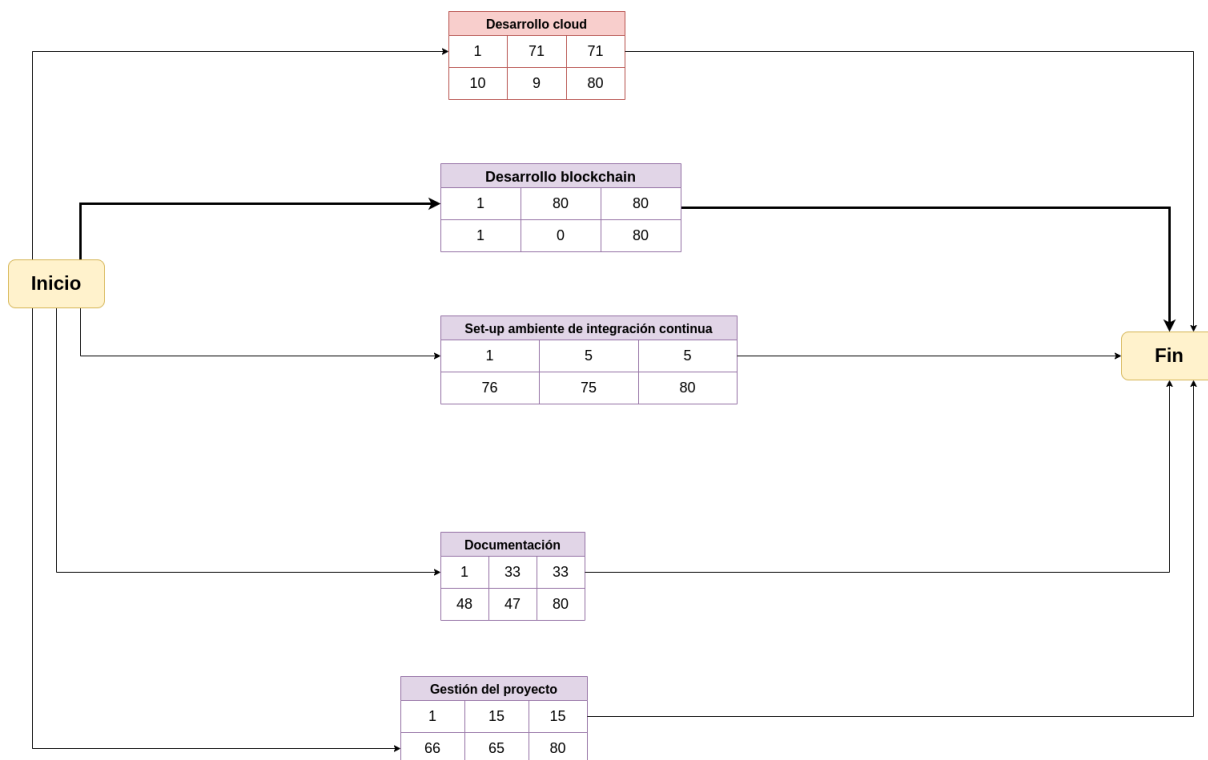 Desarrollo cloud
1 71 71
10 9 80
Desarrollo blockchain
1 80 80
1 0 80
Inicio
Set-up ambiente de integración continua
1 5 5
76 75 80
Fin
Documentación
1 33 33
48 47 80
Gestión del proyecto
1 15 15
66 65 80